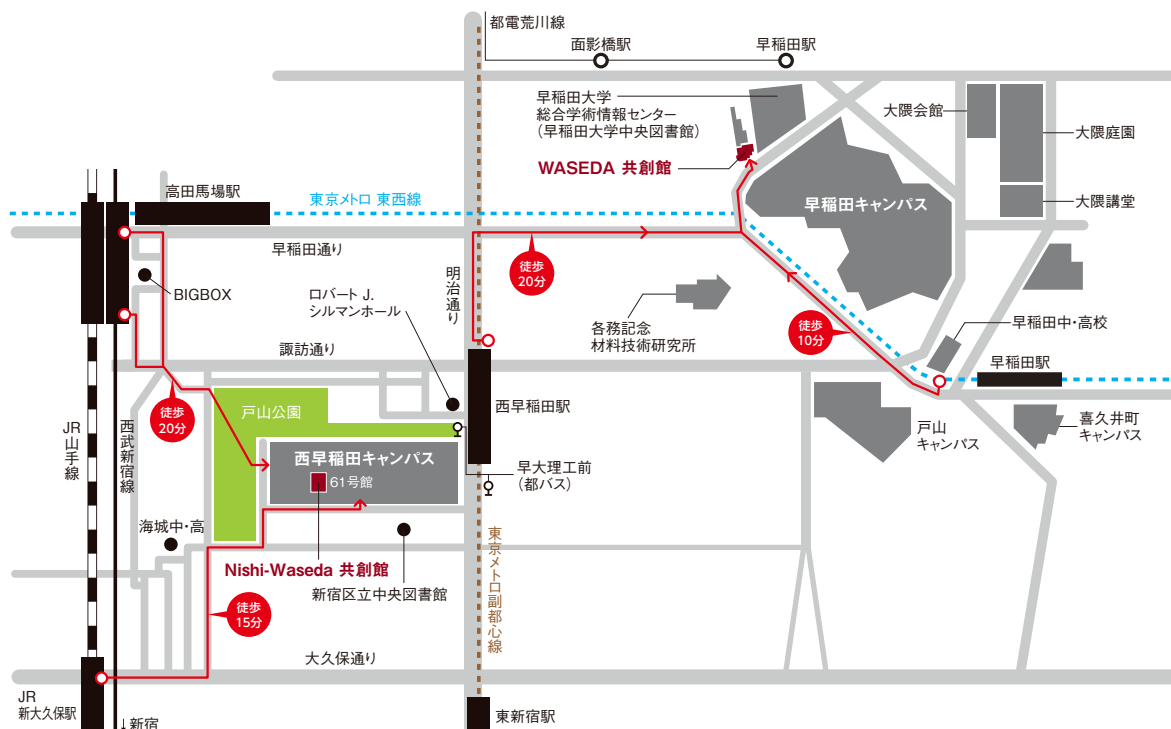 都電荒川線
面影橋駅
早稲田駅
早稲田大学
総合学術情報センター
(早稲田大学中央図書館)
大隈会館
大隈庭園
WASEDA 共創館
高田馬場駅
東京メトロ 東西線
早稲田キャンパス
大隈講堂
早稲田通り
徒歩
20分
明治通り
BIGBOX
ロバート J.
シルマンホール
各務記念
材料技術研究所
徒歩
10分
早稲田中・高校
諏訪通り
早稲田駅
徒歩
20分
戸山公園
西早稲田駅
戸山
キャンパス
喜久井町
キャンパス
JR山手線
西武新宿線
西早稲田キャンパス
61号館
早大理工前
(都バス)
海城中・高
Nishi-Waseda 共創館
新宿区立中央図書館
東京メトロ副都心線
徒歩
15分
大久保通り
JR
新大久保駅
↓新宿
東新宿駅